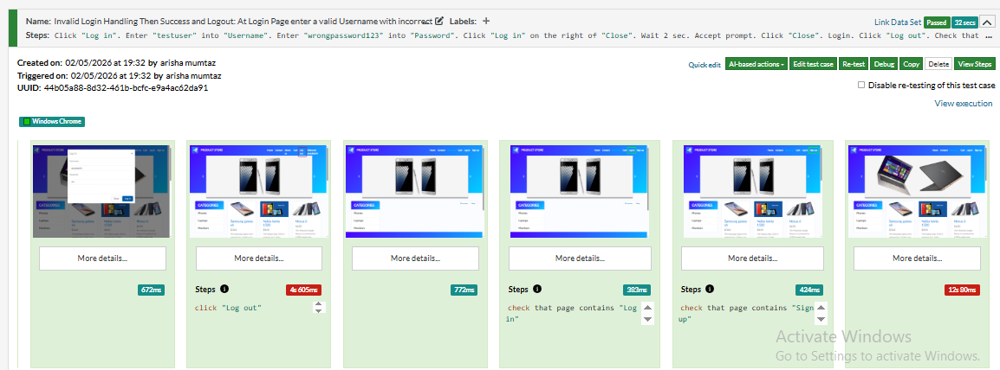 Name: Invalid Login Handling Then Success and Logout: At Login Page enter a valid Username with incorrect Labels: +
Link Data Set Passed 32 secs
Steps: Click "Log in". Enter "testuser" into "Username". Enter "wrongpassword123" into "Password". Click "Log in" on the right of "Close". Wait 2 sec. Accept prompt. Click "Close". Login. Click "Log out". Check that ...
Created on: 02/05/2026 at 19:32 by arisha mumtaz
Triggered on: 02/05/2026 at 19:32 by arisha mumtaz
UUID: 44b05a88-8d32-461b-bcfc-e9a4ac62da91
Quick edit AI-based actions Edit test case Re-test Debug Copy Delete View Steps
Disable re-testing of this test case
View execution
Windows Chrome
PRODUCT STORE PRODUCT STORE PRODUCT STORE PRODUCT STORE PRODUCT STORE PRODUCT STORE
CATEGORIES CATEGORIES CATEGORIES CATEGORIES CATEGORIES CATEGORIES
More details... More details... More details... More details... More details... More details...
672ms Steps 4s 605ms 772ms Steps 383ms Steps 424ms 12s 80ms
click "Log out"
check that page contains "Log
in"
check that page contains "Sign
up"
Activate Windows
Go to Settings to activate Windows.